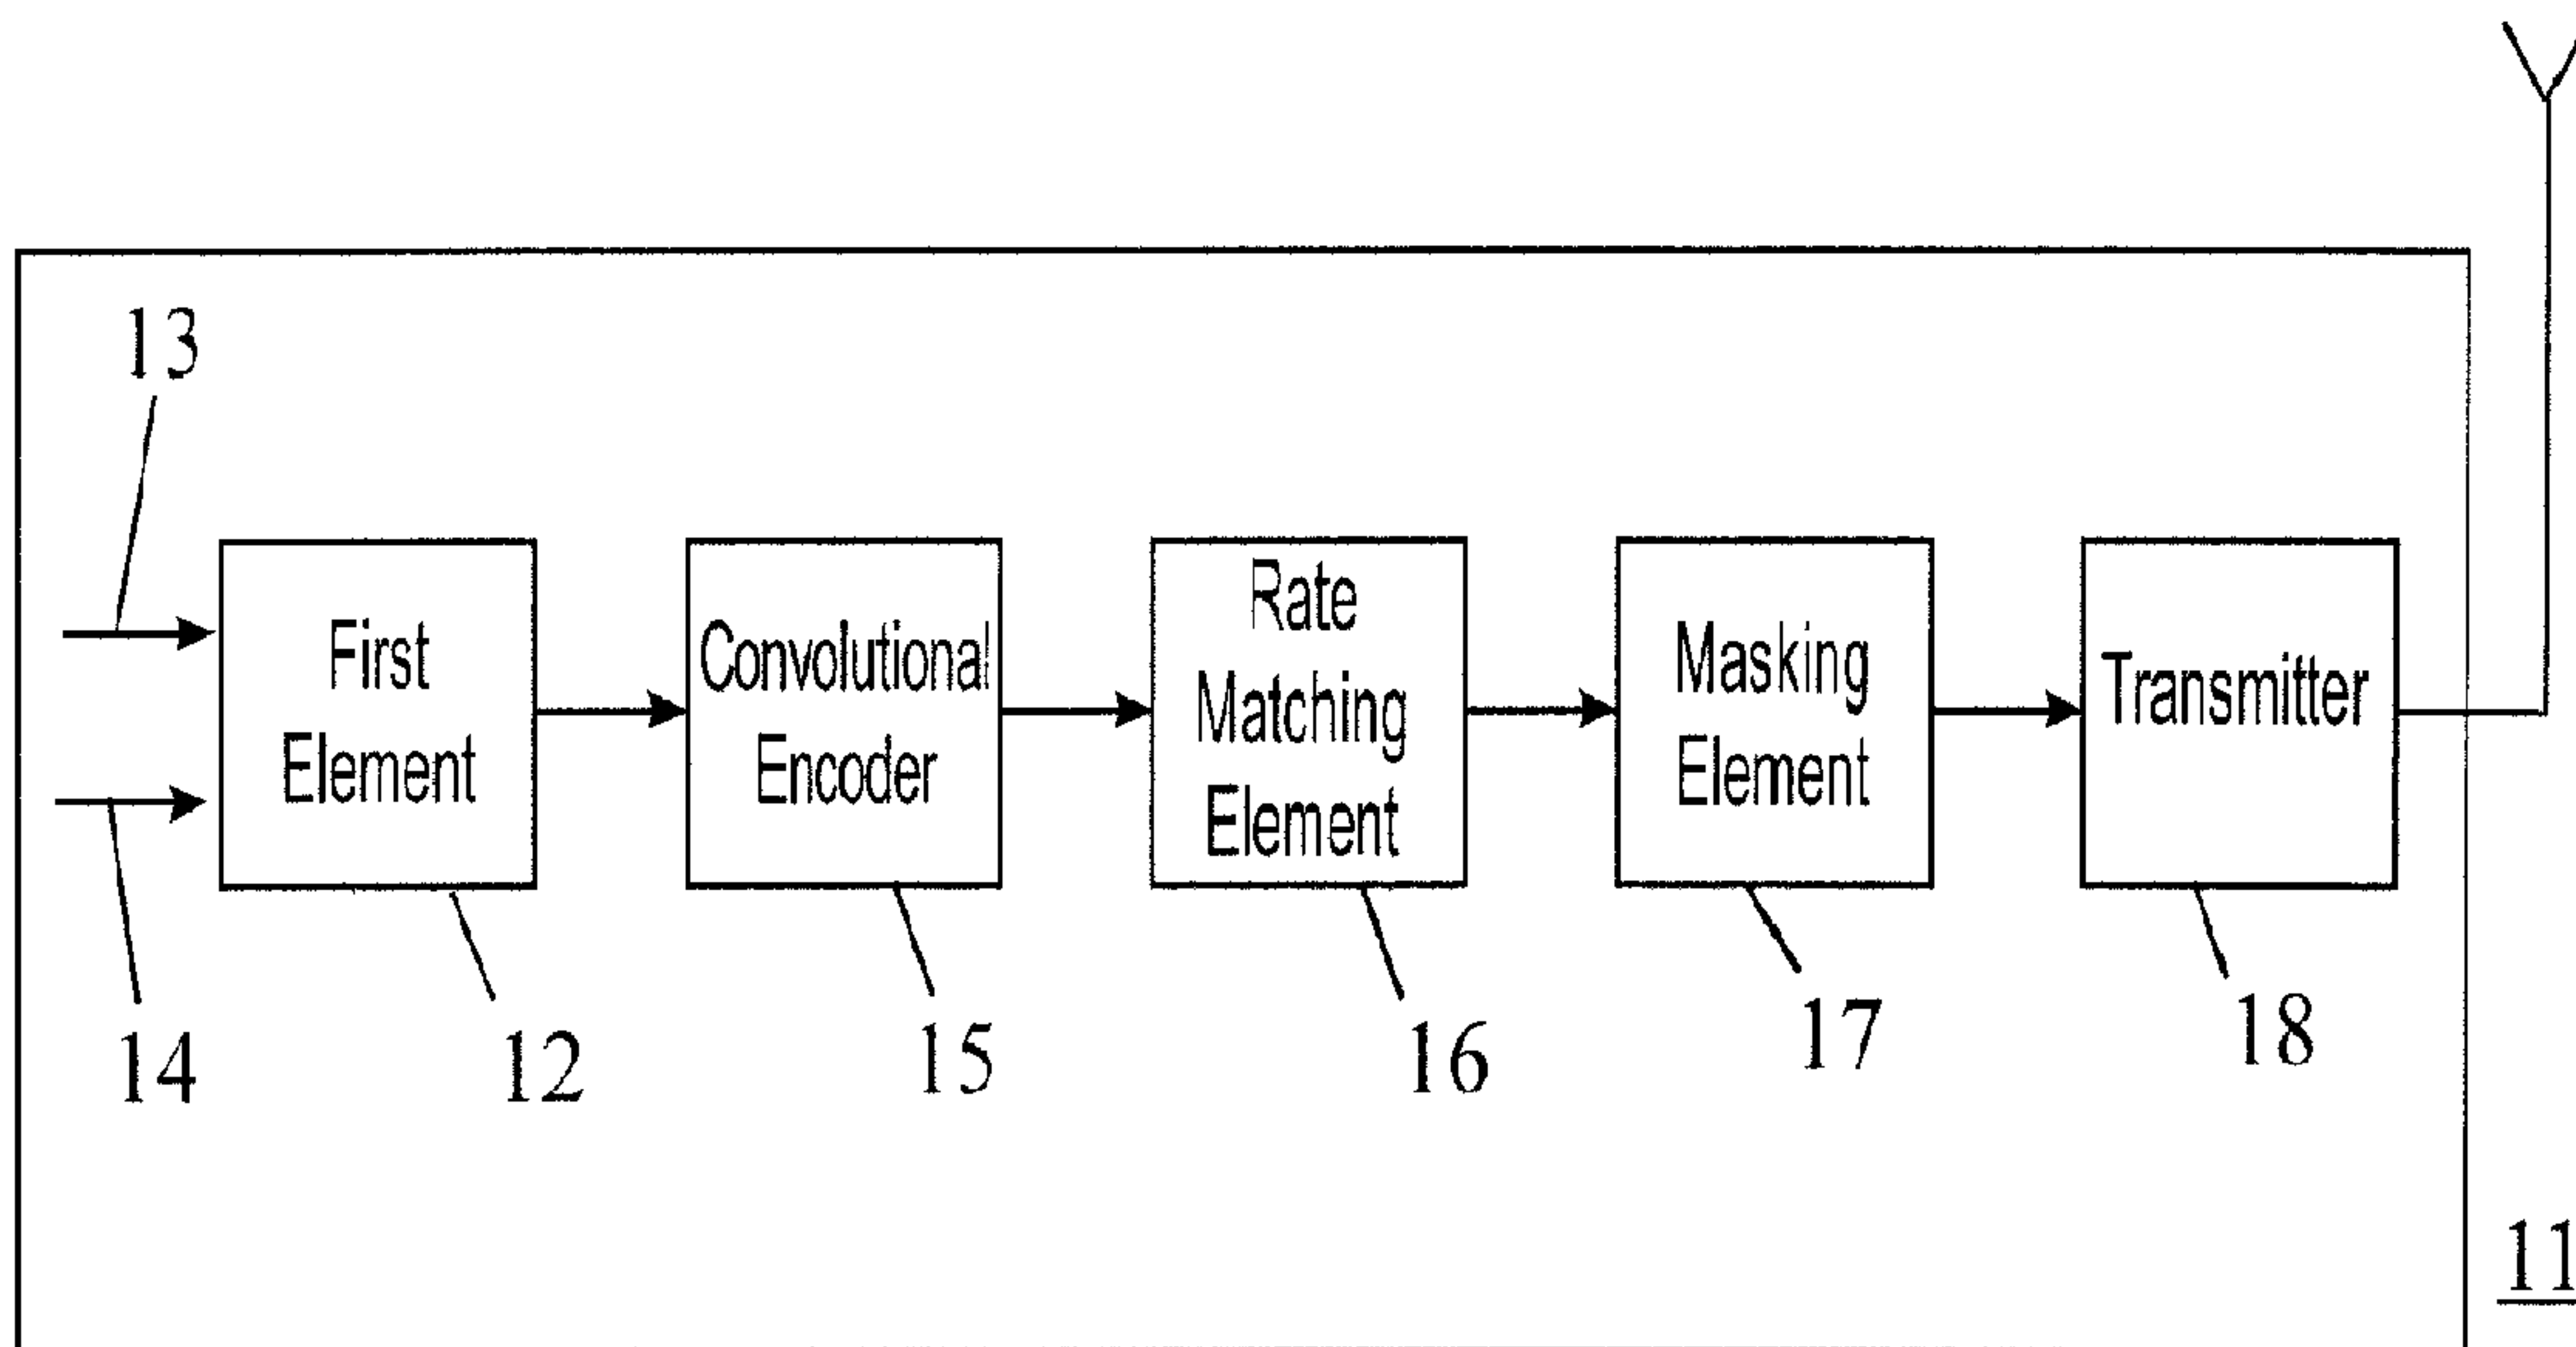 13
First
Element
Convolutional
Encoder
Rate
Matching
Element
Masking
Element
Transmitter
14
12
15
16
17
18
11